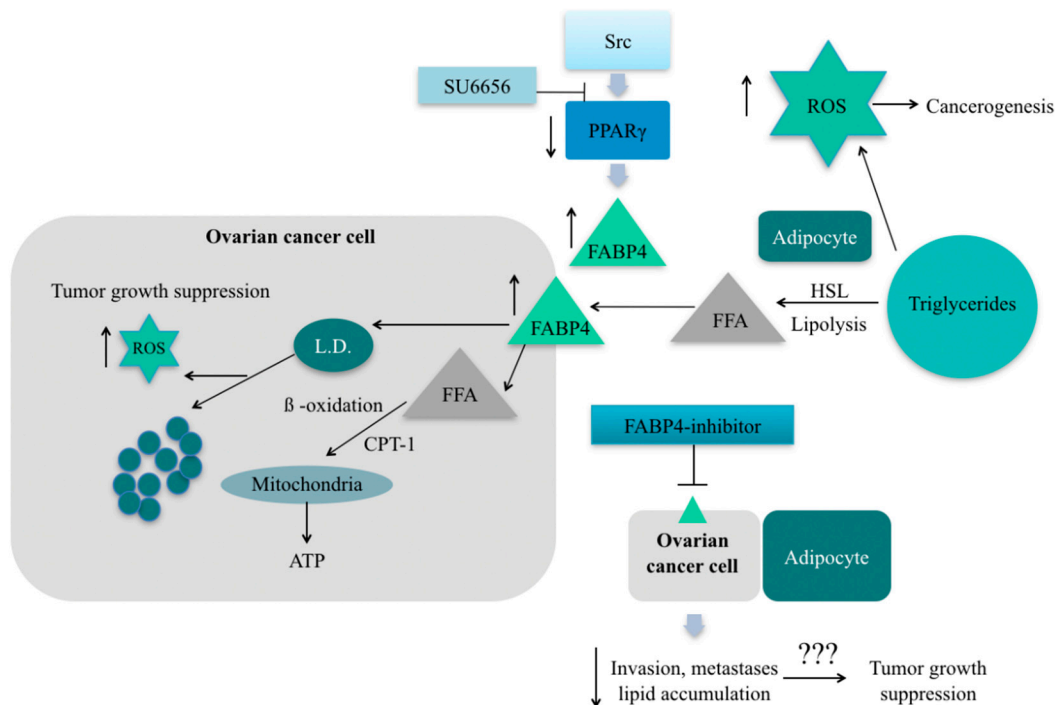 Src
SU6656
PPARγ
ROS
Cancerogenesis
FABP4
Adipocyte
Ovarian cancer cell
Tumor growth suppression
ROS
L.D.
FABP4
FFA
HSL
Lipolysis
Triglycerides
ß -oxidation
FFA
CPT-1
Mitochondria
ATP
FABP4-inhibitor
Ovarian
cancer cell
Adipocyte
Invasion, metastases
lipid accumulation
???
Tumor growth
suppression